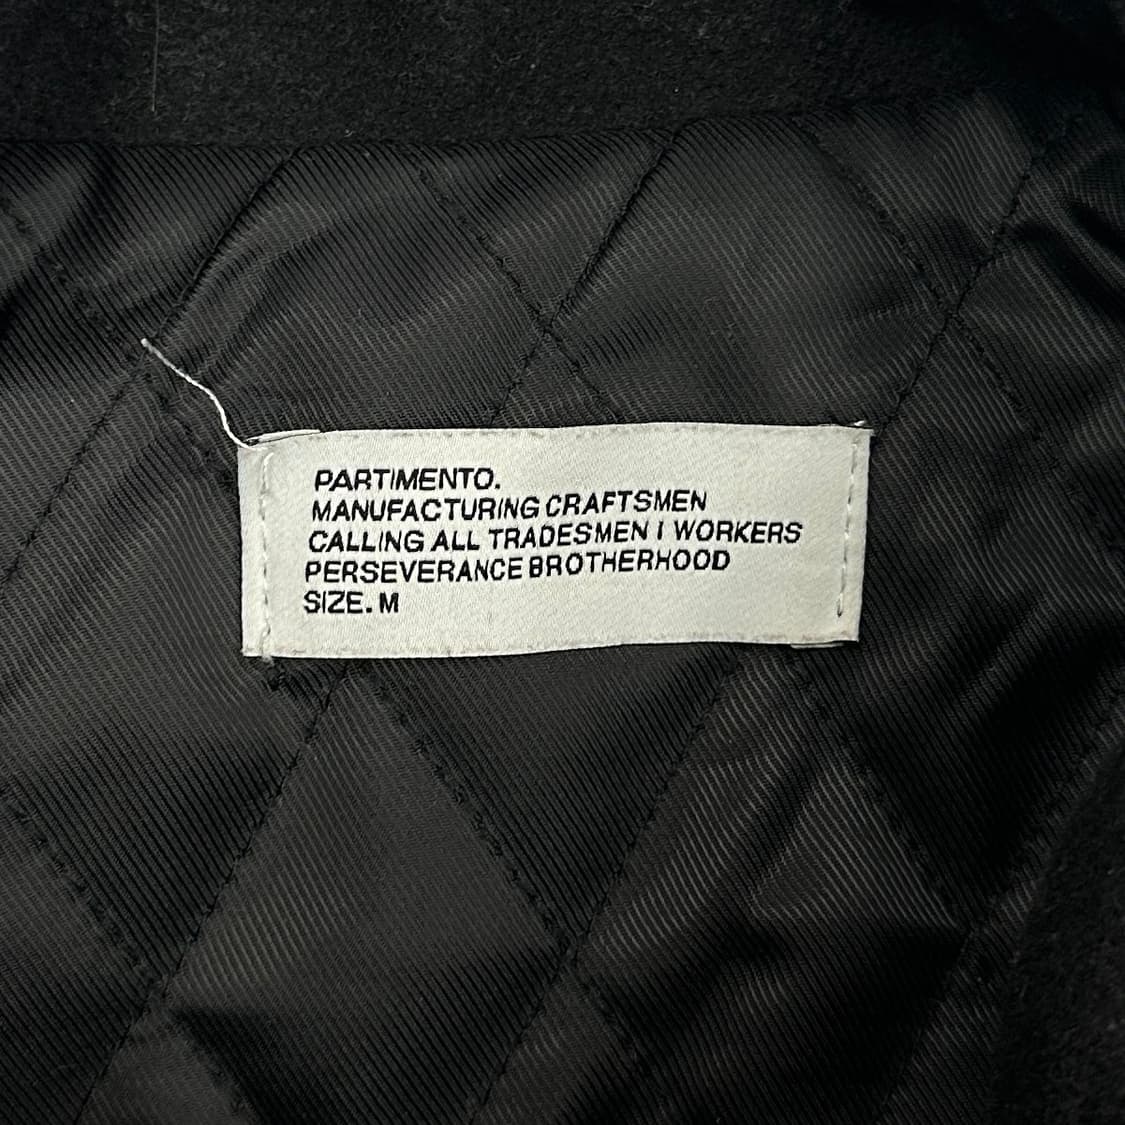 PARTIMENTO.
MANUFACTURING CRAFTSMEN
CALLING ALL TRADESMEN I WORKERS
PERSEVERANCE BROTHERHOOD
SIZE. M